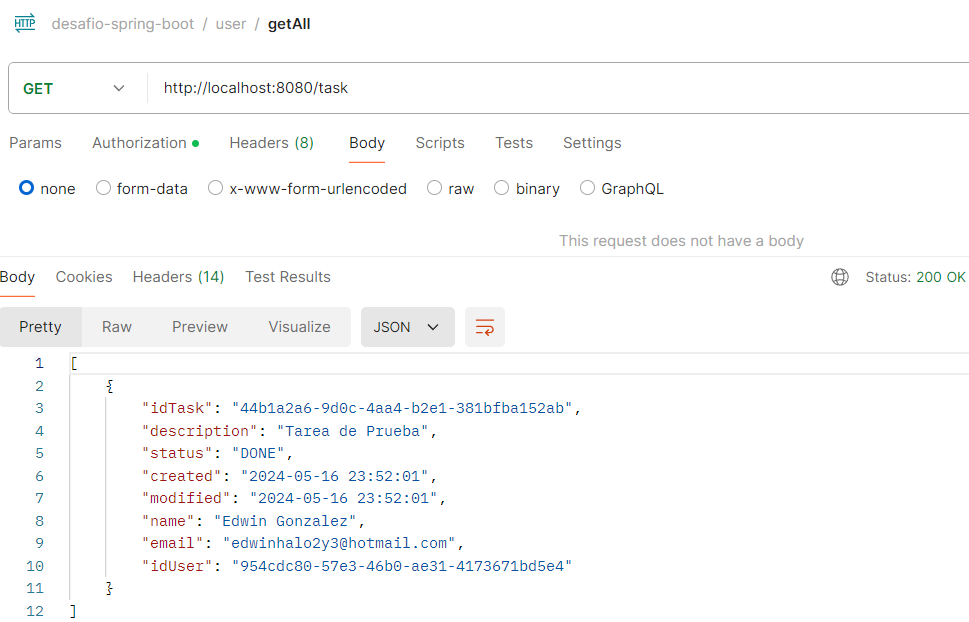 HTTP desafio-spring-boot / user / getAll
GET http://localhost:8080/task
Params Authorization Headers (8) Body Scripts Tests Settings
none form-data x-www-form-urlencoded raw binary GraphQL
This request does not have a body
Body Cookies Headers (14) Test Results Status: 200 OK
Pretty Raw Preview Visualize JSON
1 [
2 {
3 "idTask": "44b1a2a6-9d0c-4aa4-b2e1-381bfba152ab",
4 "description": "Tarea de Prueba",
5 "status": "DONE",
6 "created": "2024-05-16 23:52:01",
7 "modified": "2024-05-16 23:52:01",
8 "name": "Edwin Gonzalez",
9 "email": "edwinhalo2y3@hotmail.com",
10 "idUser": "954cdc80-57e3-46b0-ae31-4173671bd5e4"
11 }
12 ]